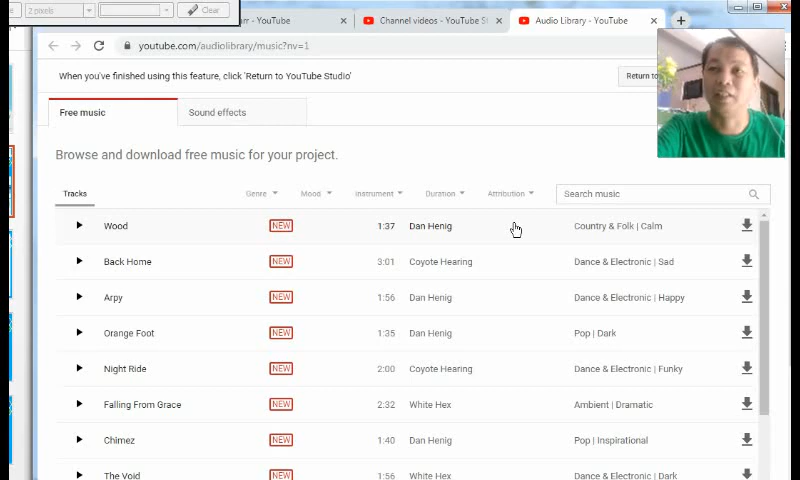 2 pixels Clear
urr - YouTube Channel videos - YouTube St Audio Library - YouTube
youtube.com/audiolibrary/music?nv=1
When you've finished using this feature, click 'Return to YouTube Studio' Return to
Free music Sound effects
Browse and download free music for your project.
Tracks Genre Mood Instrument Duration Attribution Search music
Wood NEW 1:37 Dan Henig Country & Folk | Calm
Back Home NEW 3:01 Coyote Hearing Dance & Electronic | Sad
Arpy NEW 1:56 Dan Henig Dance & Electronic | Happy
Orange Foot NEW 1:35 Dan Henig Pop | Dark
Night Ride NEW 2:00 Coyote Hearing Dance & Electronic | Funky
Falling From Grace NEW 2:32 White Hex Ambient | Dramatic
Chimez NEW 1:40 Dan Henig Pop | Inspirational
The Void NEW 1:56 White Hex Dance & Electronic | Dark